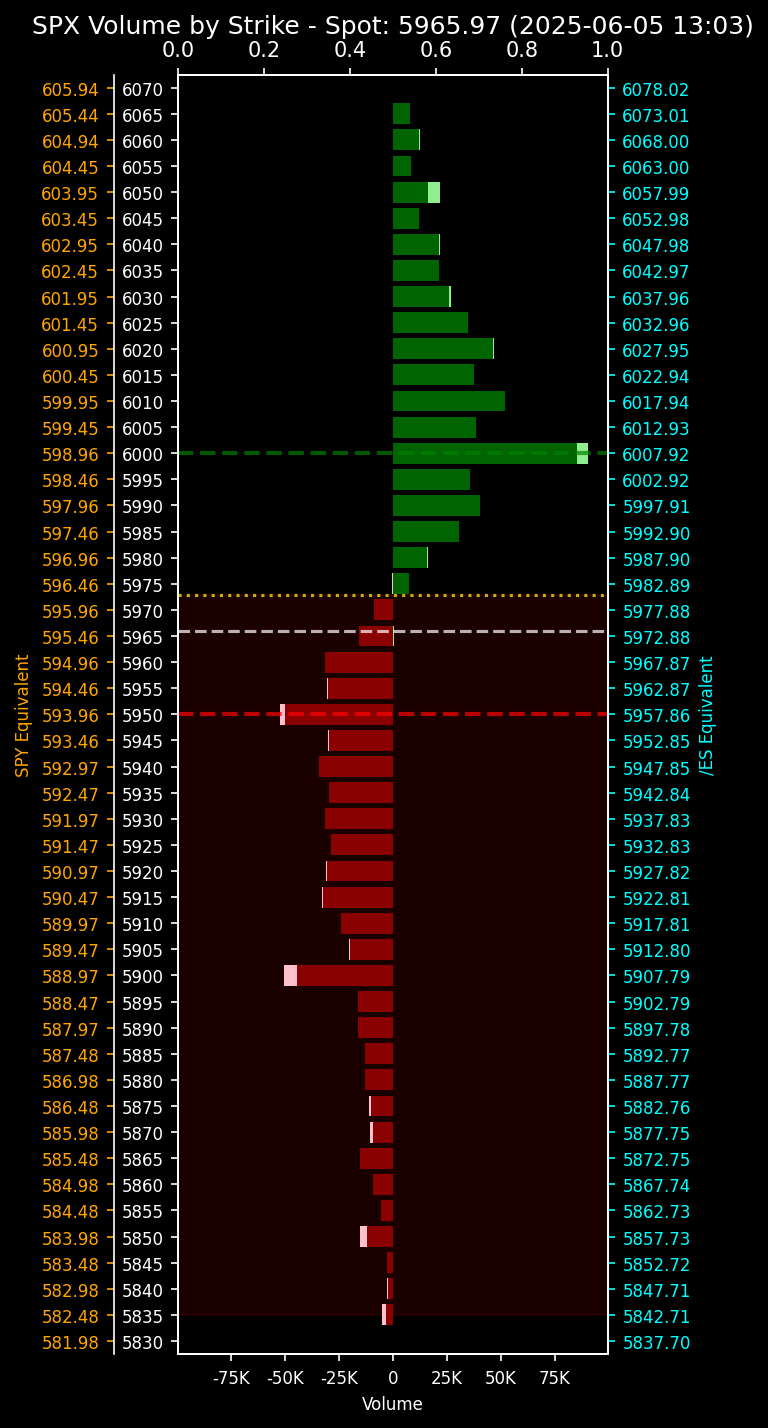 SPX Volume by Strike - Spot: 5965.97 (2025-06-05 13:03)
0.0 0.2 0.4 0.6 0.8 1.0
605.94 6070 6078.02
605.44 6065 6073.01
604.94 6060 6068.00
604.45 6055 6063.00
603.95 6050 6057.99
603.45 6045 6052.98
602.95 6040 6047.98
602.45 6035 6042.97
601.95 6030 6037.96
601.45 6025 6032.96
600.95 6020 6027.95
600.45 6015 6022.94
599.95 6010 6017.94
599.45 6005 6012.93
598.96 6000 6007.92
598.46 5995 6002.92
597.96 5990 5997.91
597.46 5985 5992.90
596.96 5980 5987.90
596.46 5975 5982.89
595.96 5970 5977.88
595.46 5965 5972.88
594.96 5960 5967.87
594.46 5955 5962.87
593.96 5950 5957.86
593.46 5945 5952.85
592.97 5940 5947.85
592.47 5935 5942.84
591.97 5930 5937.83
591.47 5925 5932.83
590.97 5920 5927.82
590.47 5915 5922.81
589.97 5910 5917.81
589.47 5905 5912.80
588.97 5900 5907.79
588.47 5895 5902.79
587.97 5890 5897.78
587.48 5885 5892.77
586.98 5880 5887.77
586.48 5875 5882.76
585.98 5870 5877.75
585.48 5865 5872.75
584.98 5860 5867.74
584.48 5855 5862.73
583.98 5850 5857.73
583.48 5845 5852.72
582.98 5840 5847.71
582.48 5835 5842.71
581.98 5830 5837.70
SPY Equivalent
/ES Equivalent
-75K -50K -25K 0 25K 50K 75K
Volume